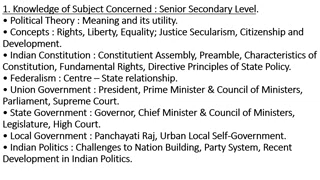 1. Knowledge of Subject Concerned : Senior Secondary Level.
• Political Theory : Meaning and its utility.
• Concepts : Rights, Liberty, Equality; Justice Secularism, Citizenship and
Development.
• Indian Constitution : Constitutient Assembly, Preamble, Characteristics of
Constitution, Fundamental Rights, Directive Principles of State Policy.
• Federalism : Centre – State relationship.
• Union Government : President, Prime Minister & Council of Ministers,
Parliament, Supreme Court.
• State Government : Governor, Chief Minister & Council of Ministers,
Legislature, High Court.
• Local Government : Panchayati Raj, Urban Local Self-Government.
• Indian Politics : Challenges to Nation Building, Party System, Recent
Development in Indian Politics.